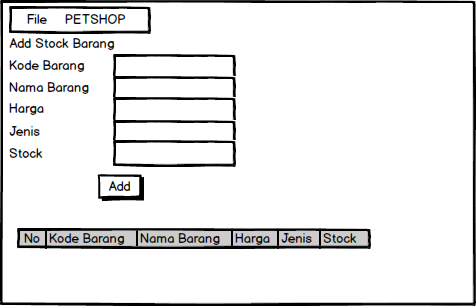 File PETSHOP
Add Stock Barang
Kode Barang
Nama Barang
Harga
Jenis
Stock
Add
No Kode Barang Nama Barang Harga Jenis Stock